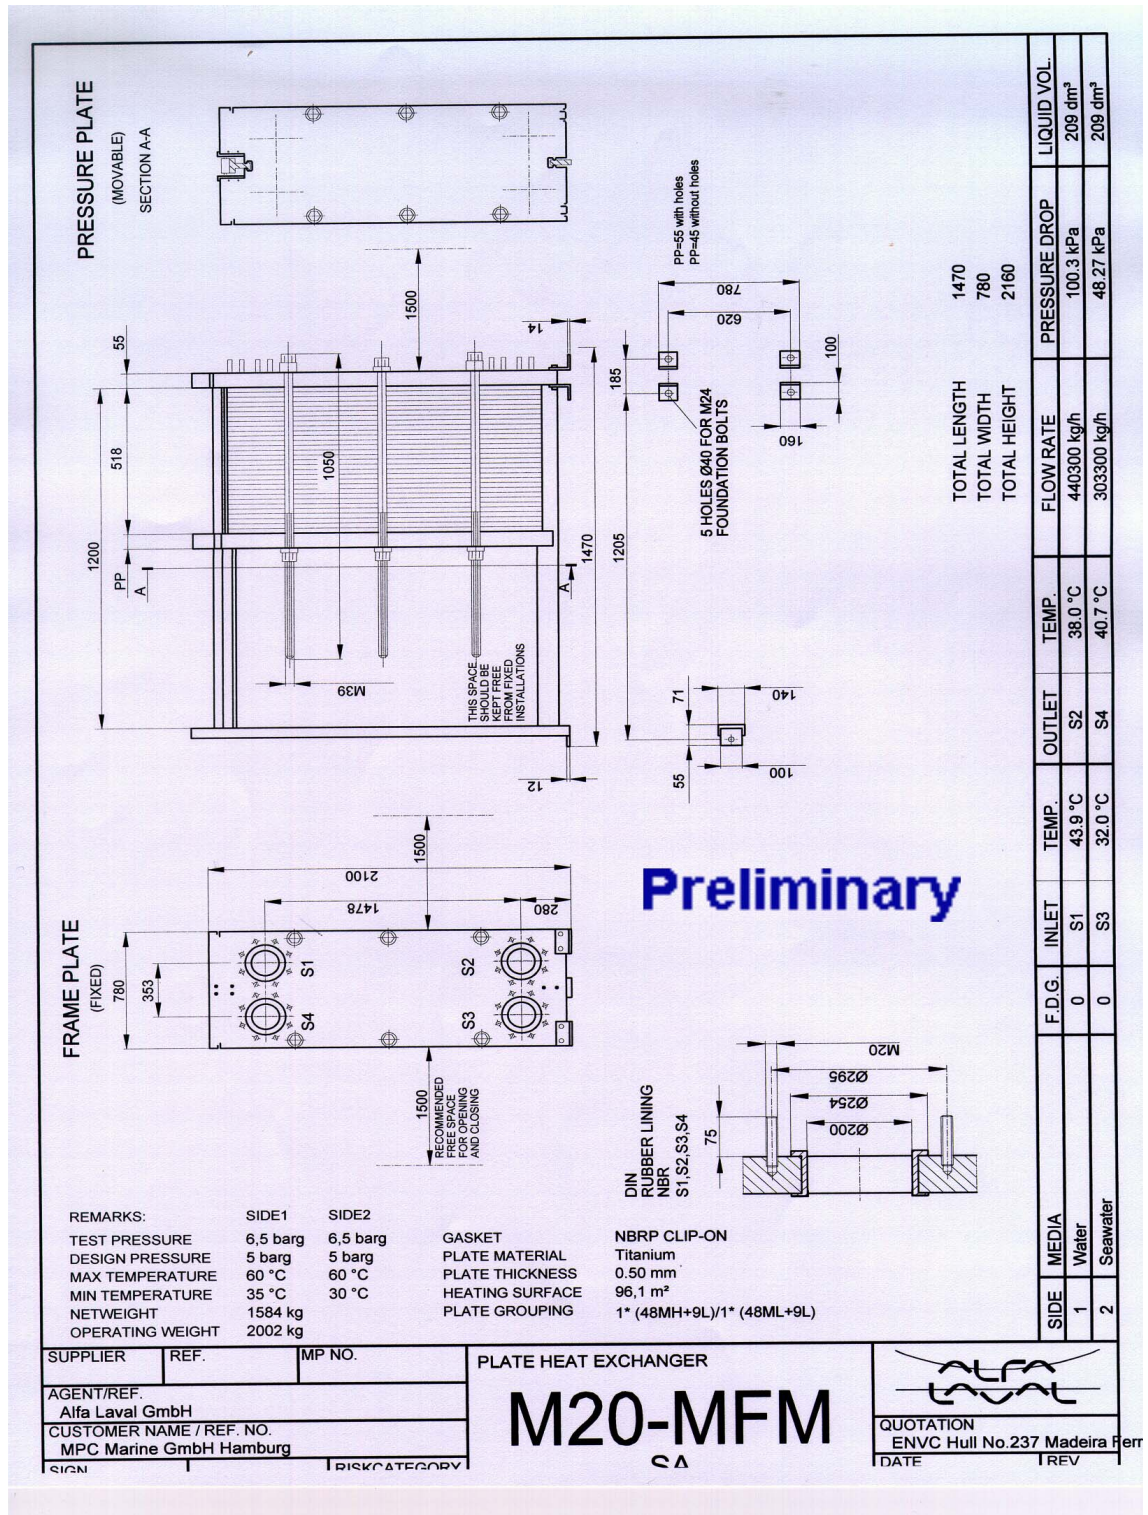 PRESSURE PLATE
(MOVABLE)
SECTION A-A
55
518
1200
PP
A
A
1050
M39
1500
14
1470
12
THIS SPACE
SHOULD BE
KEPT FREE
FROM FIXED
INSTALLATIONS
PP=55 with holes
PP=45 without holes
780
620
185
100
160
1205
5 HOLES Ø40 FOR M24
FOUNDATION BOLTS
71
140
55
100
TOTAL LENGTH 1470
TOTAL WIDTH 780
TOTAL HEIGHT 2160
FRAME PLATE
(FIXED)
780
353
2100
1478
280
1500
S1
S2
S4
S3
1500
RECOMMENDED
FREE SPACE
FOR OPENING
AND CLOSING
Preliminary
DIN
RUBBER LINING
NBR
S1,S2,S3,S4
75
M20
Ø295
Ø254
Ø200
SIDE MEDIA F.D.G. INLET TEMP. OUTLET TEMP. FLOW RATE PRESSURE DROP LIQUID VOL.
1 Water 0 S1 43.9 °C S2 38.0 °C 440300 kg/h 100.3 kPa 209 dm³
2 Seawater 0 S3 32.0 °C S4 40.7 °C 303300 kg/h 48.27 kPa 209 dm³
REMARKS: SIDE1 SIDE2
TEST PRESSURE 6,5 barg 6,5 barg
DESIGN PRESSURE 5 barg 5 barg
MAX TEMPERATURE 60 °C 60 °C
MIN TEMPERATURE 35 °C 30 °C
NETWEIGHT 1584 kg
OPERATING WEIGHT 2002 kg
GASKET NBRP CLIP-ON
PLATE MATERIAL Titanium
PLATE THICKNESS 0.50 mm
HEATING SURFACE 96,1 m²
PLATE GROUPING 1* (48MH+9L)/1* (48ML+9L)
SUPPLIER REF. MP NO.
AGENT/REF.
Alfa Laval GmbH
CUSTOMER NAME / REF. NO.
MPC Marine GmbH Hamburg
SIGN RISKCATEGORY
PLATE HEAT EXCHANGER
M20-MFM
ALFA
LAVAL
QUOTATION
ENVC Hull No.237 Madeira
DATE REV